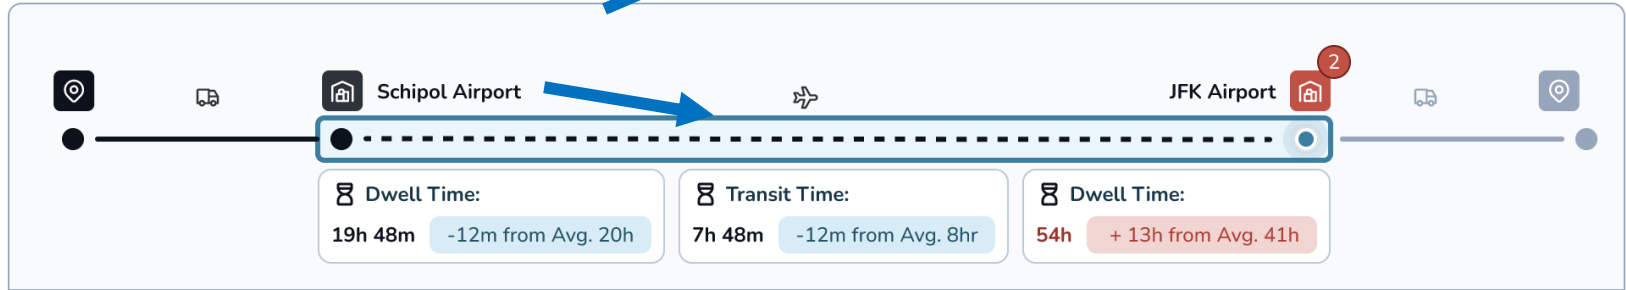 2
Schipol Airport
JFK Airport
Dwell Time:
19h 48m -12m from Avg. 20h
Transit Time:
7h 48m -12m from Avg. 8hr
Dwell Time:
54h + 13h from Avg. 41h